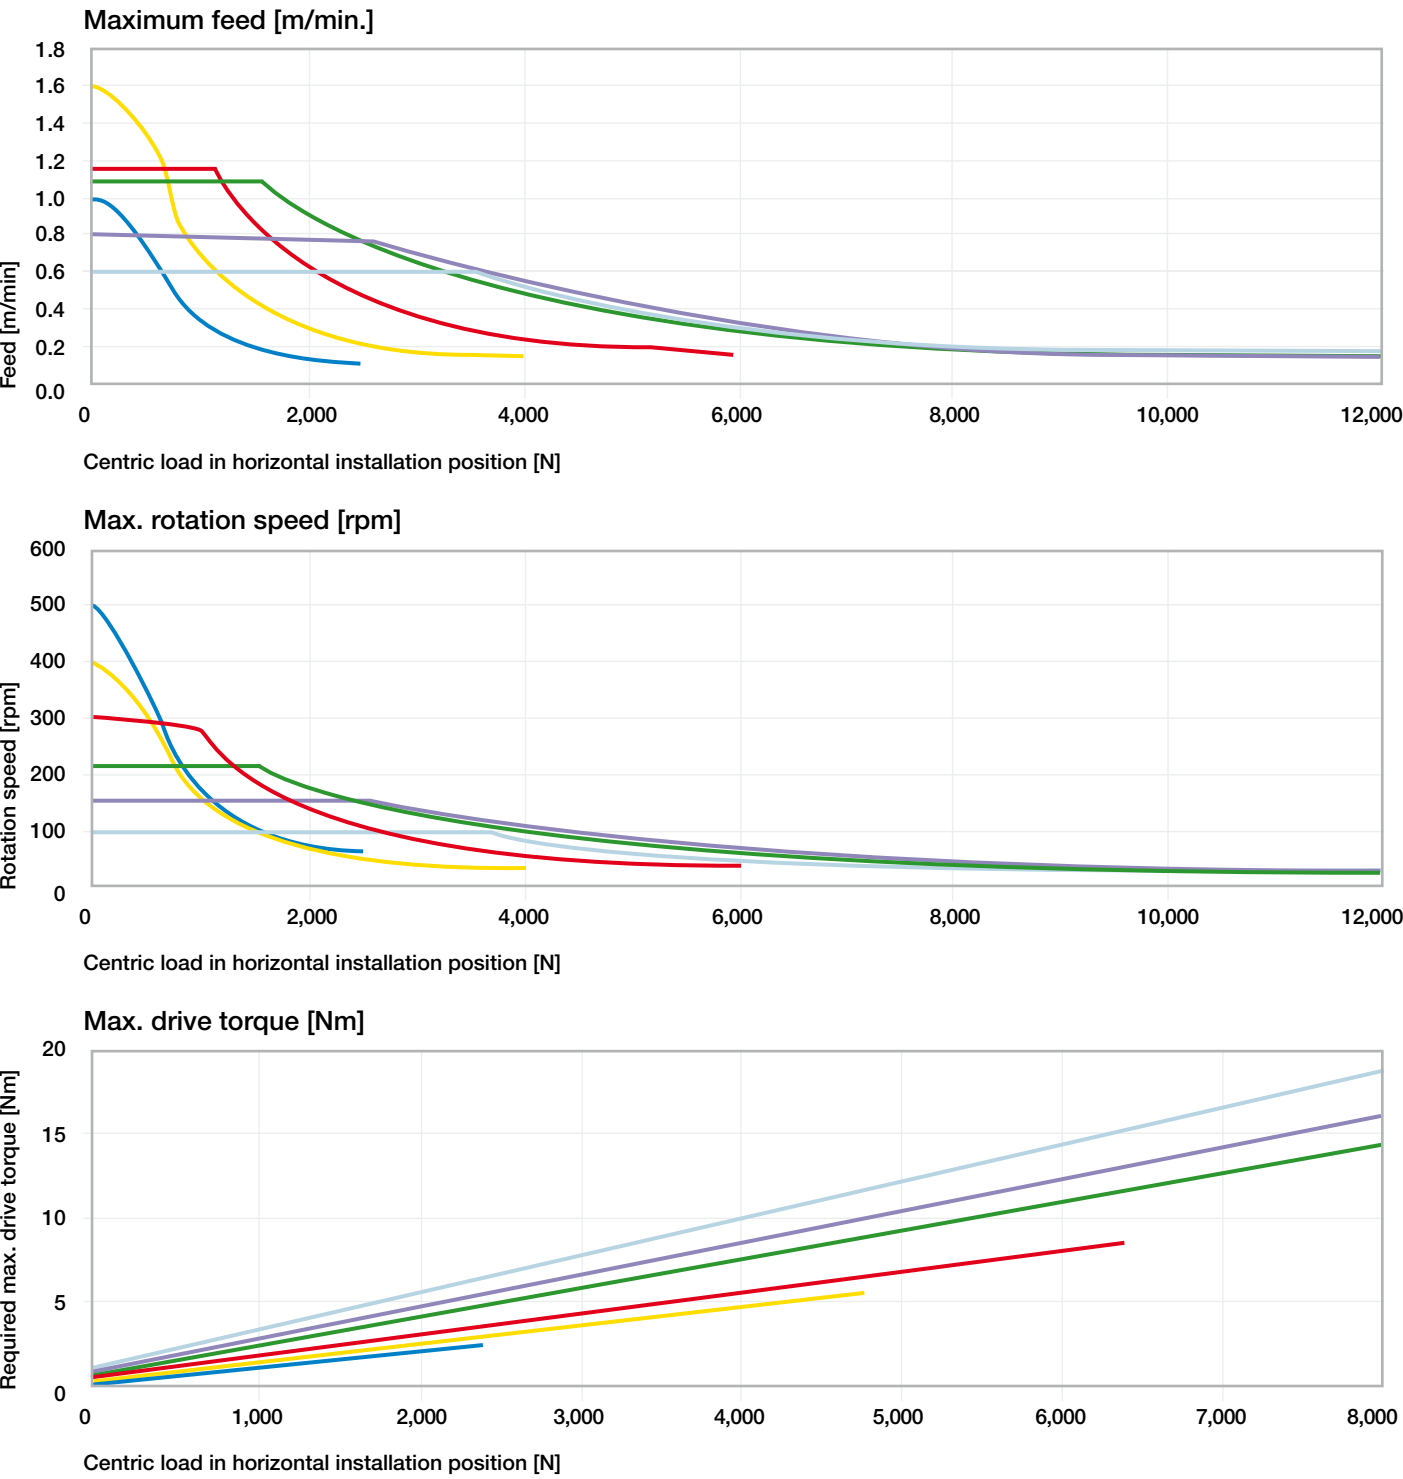 Maximum feed [m/min.]
1.8
1.6
1.4
1.2
1.0
0.8
0.6
0.4
0.2
0.0
Feed [m/min]
0 2,000 4,000 6,000 8,000 10,000 12,000
Centric load in horizontal installation position [N]
Max. rotation speed [rpm]
600
500
400
300
200
100
0
Rotation speed [rpm]
0 2,000 4,000 6,000 8,000 10,000 12,000
Centric load in horizontal installation position [N]
Max. drive torque [Nm]
20
15
10
5
0
Required max. drive torque [Nm]
0 1,000 2,000 3,000 4,000 5,000 6,000 7,000 8,000
Centric load in horizontal installation position [N]